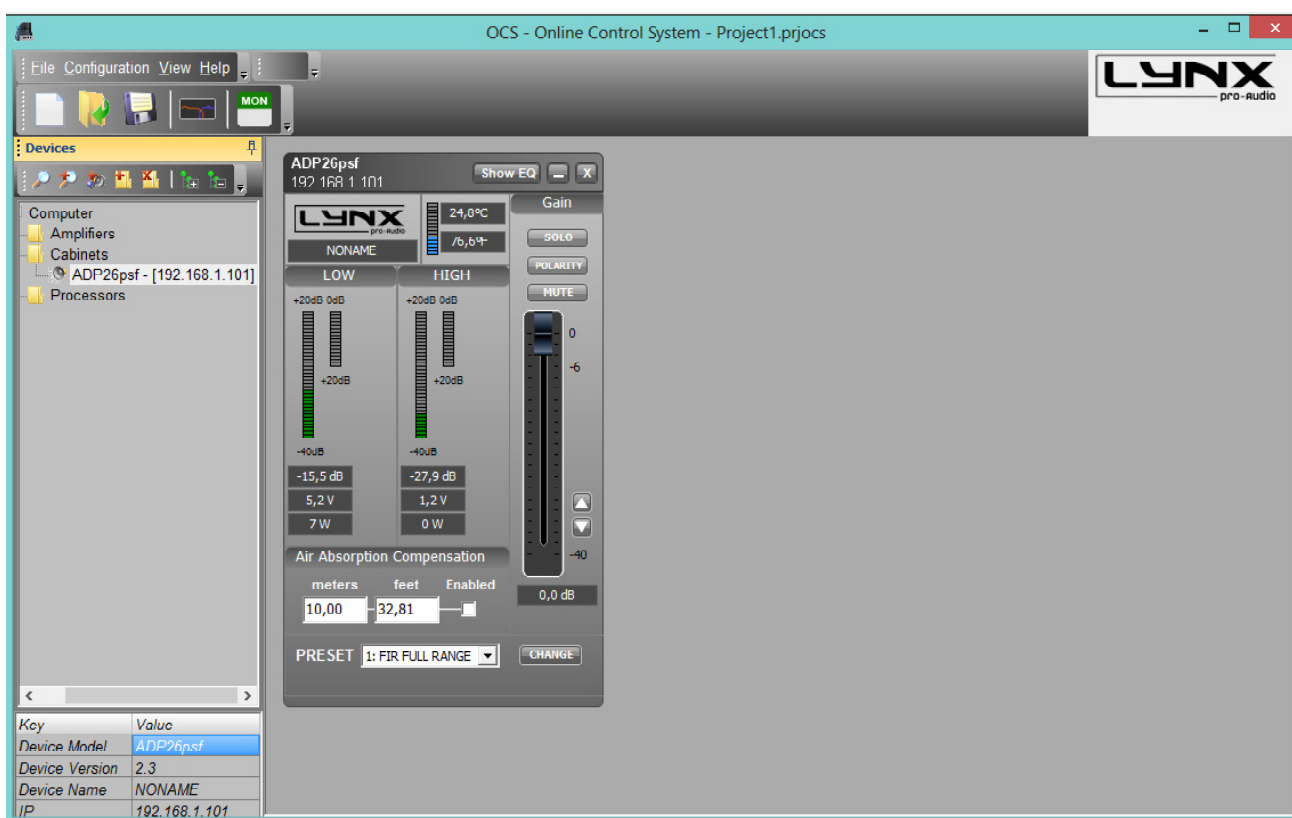 OCS - Online Control System - Project1.prjocs
File Configuration View Help
LYNX
pro-audio
MON
Devices
Computer
Amplifiers
Cabinets
ADP26psf - [192.168.1.101]
Processors
Key Value
Device Model ADP26psf
Device Version 2.3
Device Name NONAME
IP 192.168.1.101
ADP26psf
192.168.1.101
Show EQ
X
LYNX
pro-audio
NONAME
24,0ºC
LOW
+20dB 0dB
+20dB
-40dB
-15,5 dB
5,2 V
7 W
HIGH
+20dB 0dB
+20dB
-40dB
-27,9 dB
1,2 V
0 W
Gain
SOLO
POLARITY
MUTE
0
-6
-40
0,0 dB
Air Absorption Compensation
meters feet Enabled
10,00 32,81
PRESET 1: FIR FULL RANGE CHANGE